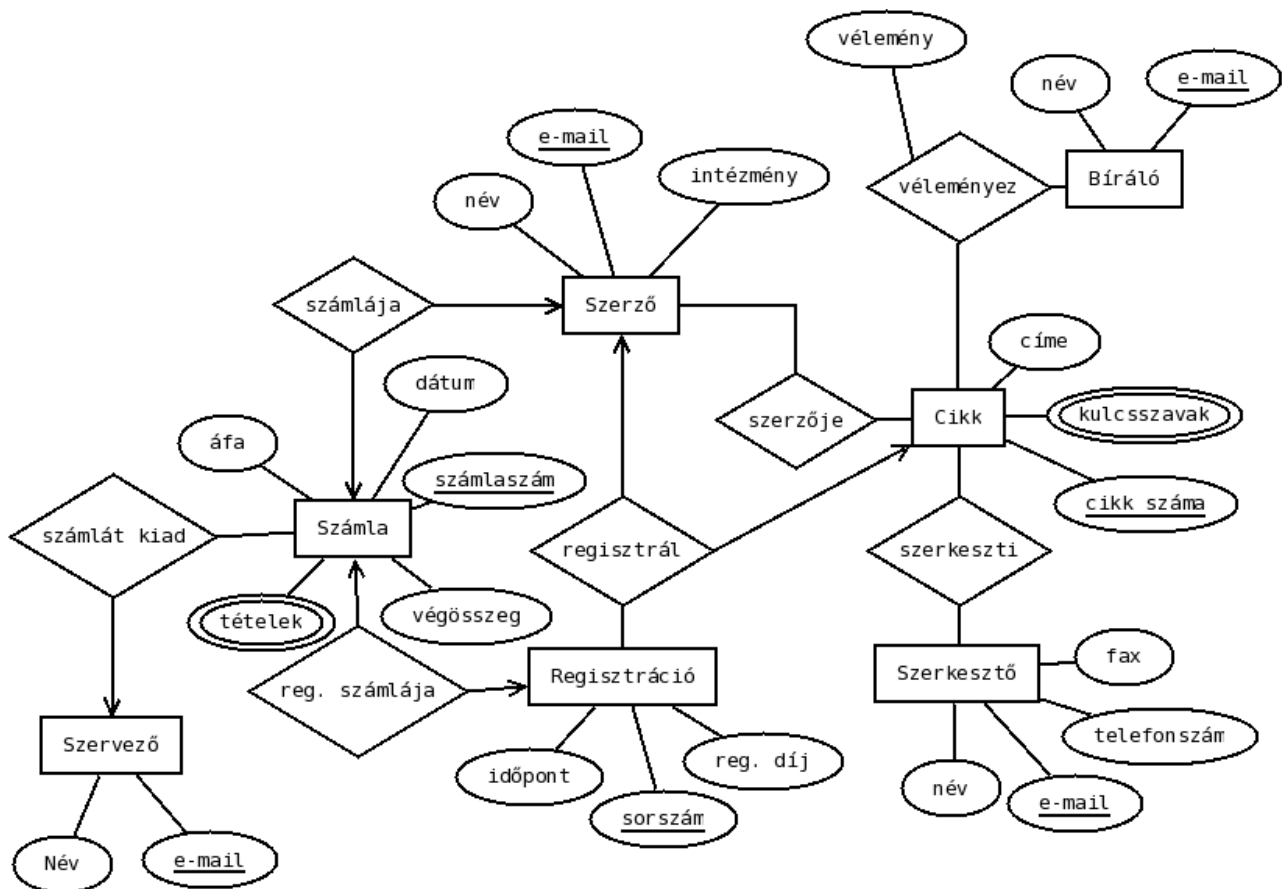 vélemény
név
e-mail
e-mail
intézmény
név
véleményez
Bíráló
számlája
Szerző
címe
dátum
szerzője
Cikk
kulcsszavak
áfa
számlaszám
cikk száma
számlát kiad
Számla
regisztrál
szerkeszti
tételek
végösszeg
fax
reg. számlája
Regisztráció
Szerkesztő
telefonszám
Szervező
időpont
reg. díj
név
e-mail
sorszám
Név
e-mail